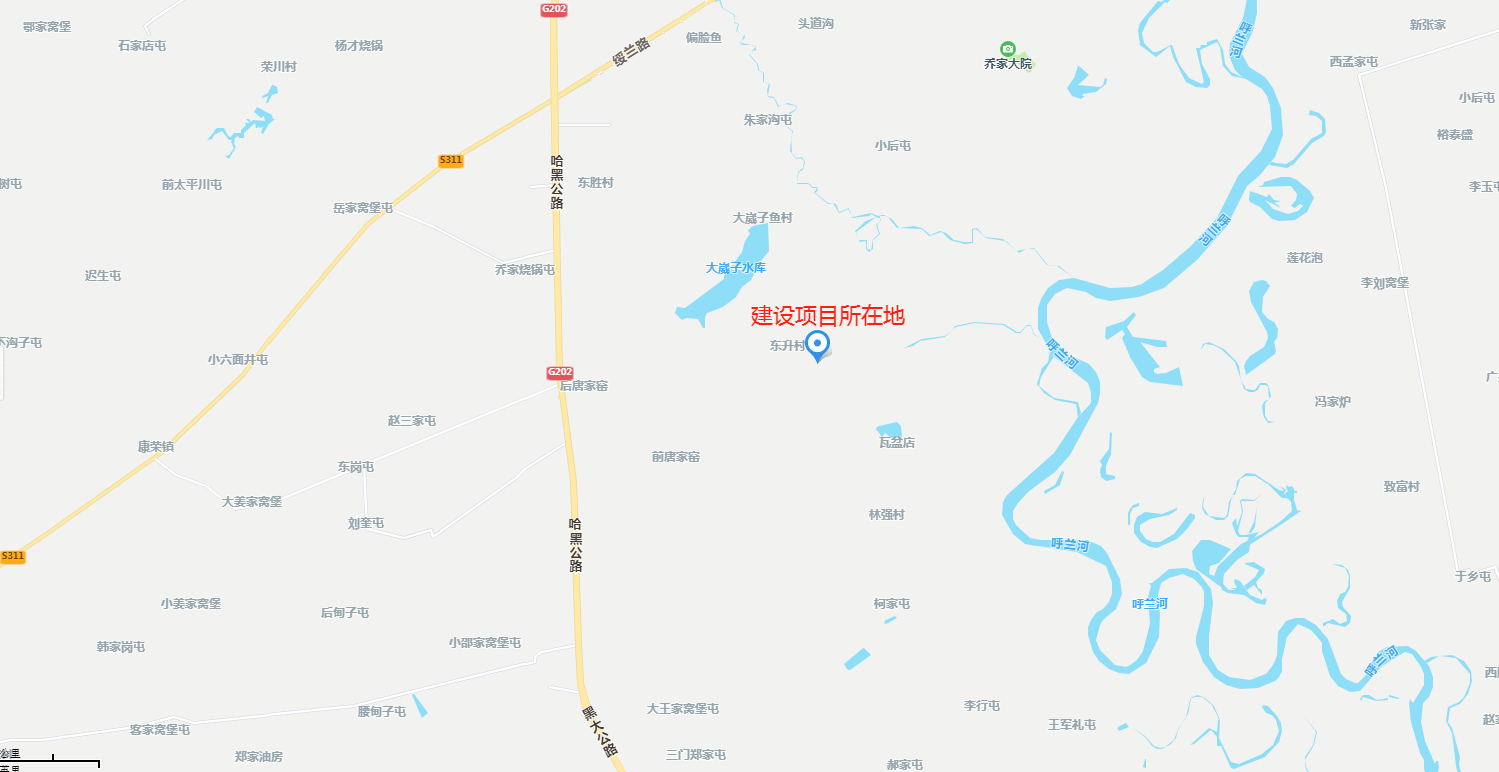 G202
鄂家窝堡
石家店屯
杨才烧锅
绥兰路
偏脸鱼
头道沟
新张家
呼兰河
荣川村
乔家大院
西孟家屯
小后屯
朱家沟屯
裕泰盛
小后屯
S311
哈黑公路
树屯
前太平川屯
东胜村
李玉屯
岳家窝堡屯
大崴子鱼村
呼兰河
莲花泡
迟生屯
乔家烧锅屯
大崴子水库
李刘窝堡
建设项目所在地
沟子屯
东升村
小六面井屯
呼兰河
G202
后唐家窑
冯家炉
赵三家屯
康荣镇
瓦盆店
前唐家窑
东岗屯
致富村
大姜家窝堡
刘奎屯
林强村
哈黑公路
呼兰河
S311
于乡屯
小姜家窝堡
后甸子屯
柯家屯
呼兰河
韩家岗屯
小邵家窝堡屯
呼兰河
腰甸子屯
大王家窝堡屯
李行屯
王军礼屯
客家窝堡屯
黑大公路
郑家油房
三门郑家屯
郝家屯
公里
英里